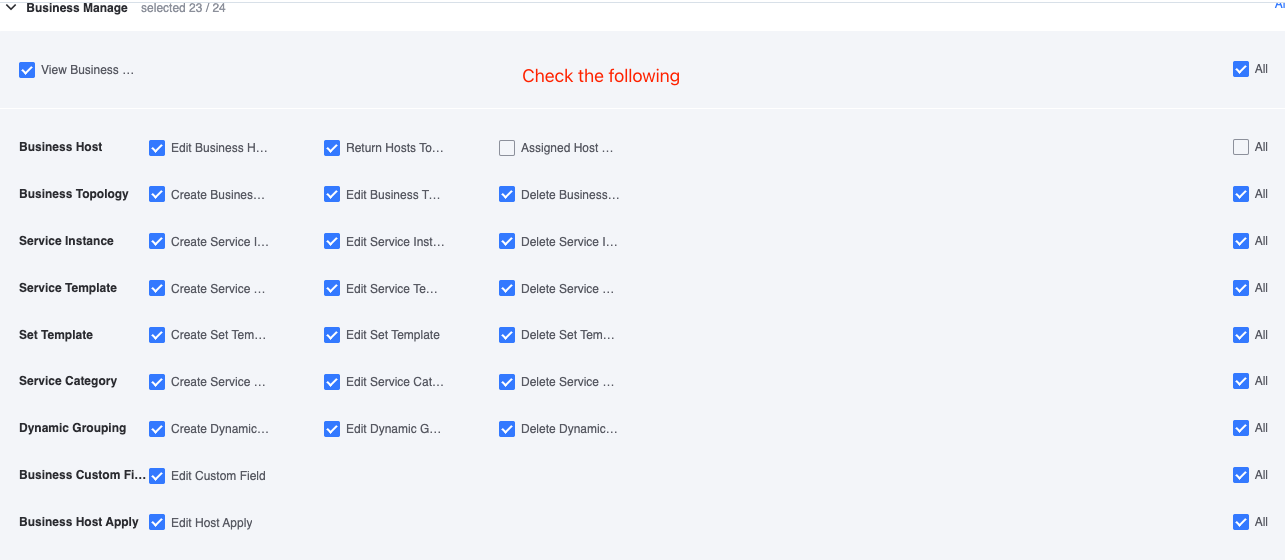 Business Manage selected 23 / 24
View Business ... Check the following All
Business Host Edit Business H... Return Hosts To... Assigned Host ... All
Business Topology Create Busines... Edit Business T... Delete Business... All
Service Instance Create Service I... Edit Service Inst... Delete Service I... All
Service Template Create Service ... Edit Service Te... Delete Service ... All
Set Template Create Set Tem... Edit Set Template Delete Set Tem... All
Service Category Create Service ... Edit Service Cat... Delete Service ... All
Dynamic Grouping Create Dynamic... Edit Dynamic G... Delete Dynamic... All
Business Custom Fi... Edit Custom Field All
Business Host Apply Edit Host Apply All